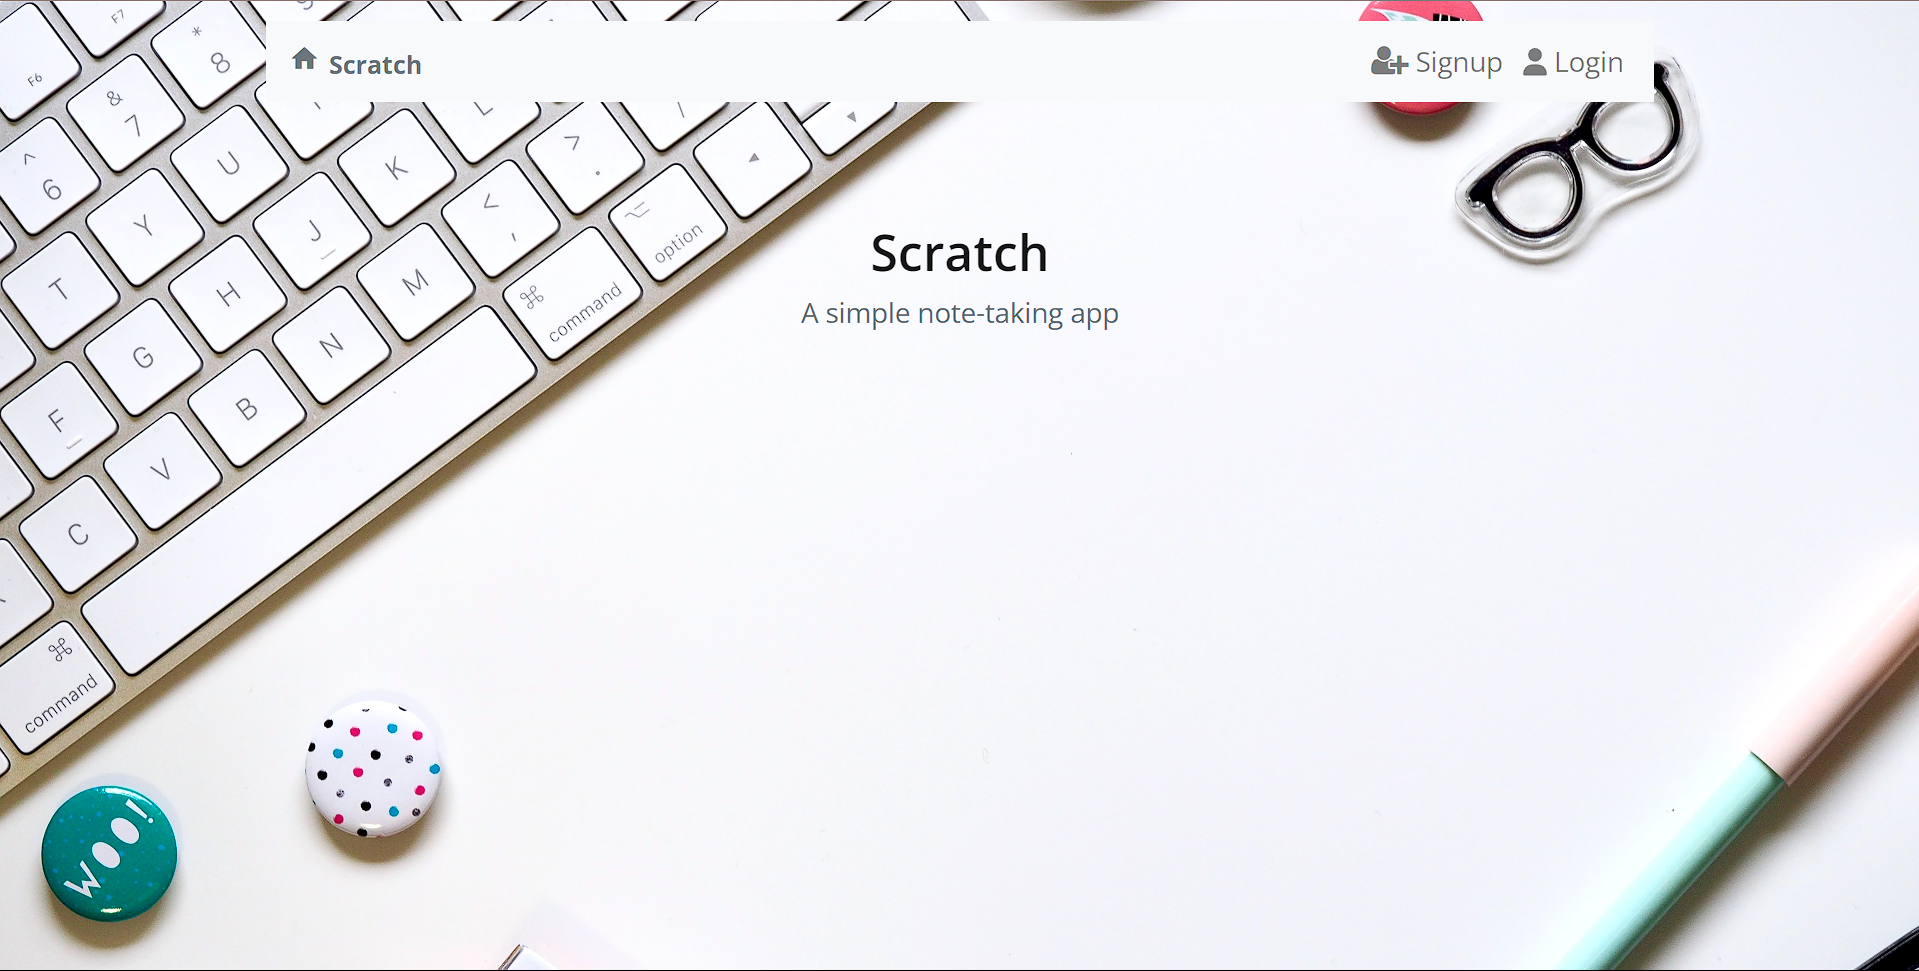 Scratch
Signup
Login
Scratch
A simple note-taking app
F7
F6
*
8
&
7
^
6
U
Y
K
L
>
.
<
,
J
H
T
M
N
G
B
F
V
C
option
⌥
⌘
command
⌘
command
WOO!